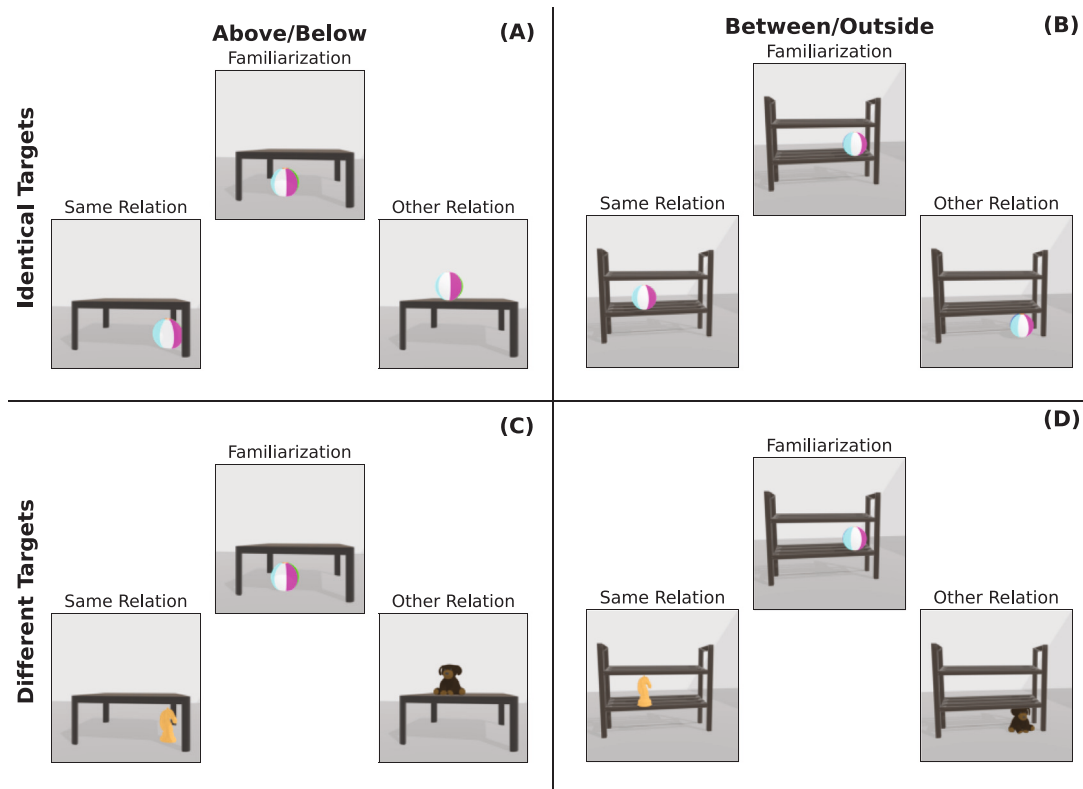 Above/Below
(A)
Familiarization
Identical Targets
Same Relation
Other Relation
Between/Outside
(B)
Familiarization
Same Relation
Other Relation
(C)
Familiarization
Different Targets
Same Relation
Other Relation
(D)
Familiarization
Same Relation
Other Relation